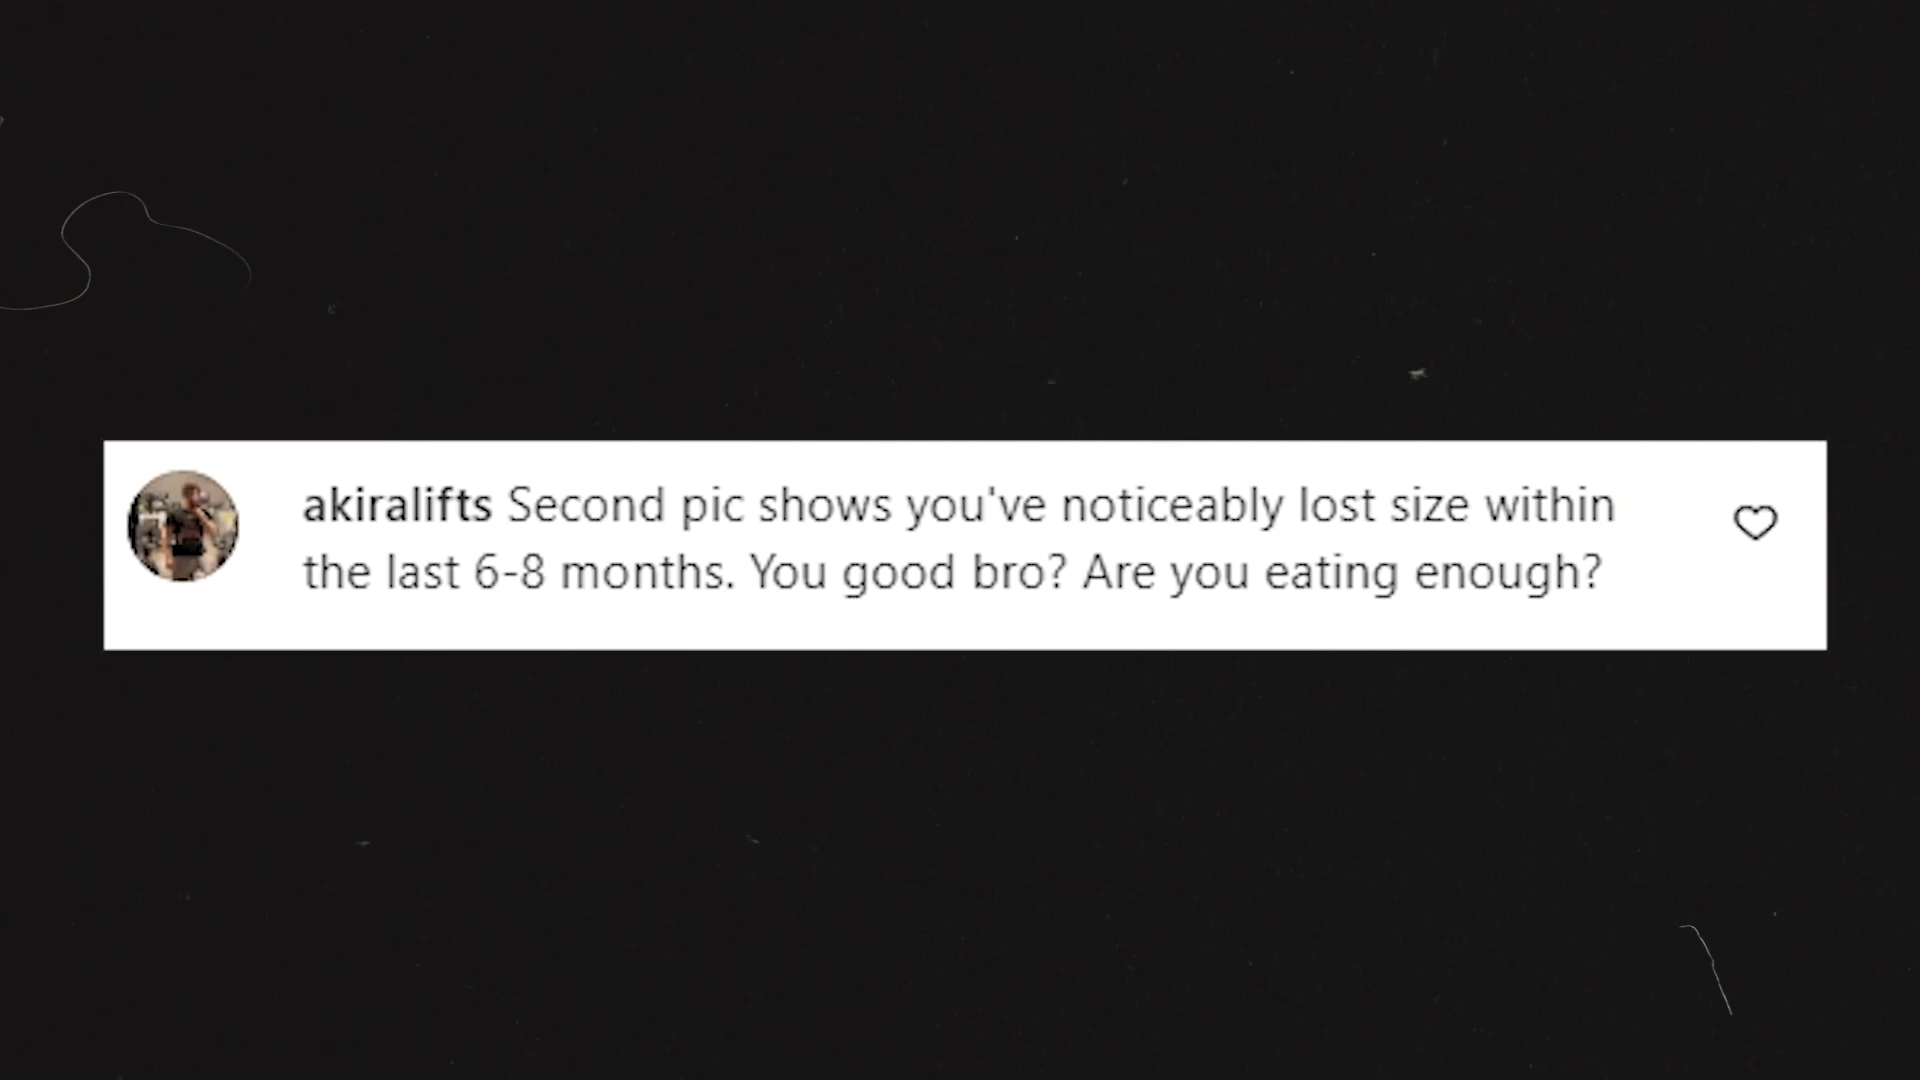 akiralifts Second pic shows you've noticeably lost size within
the last 6-8 months. You good bro? Are you eating enough?